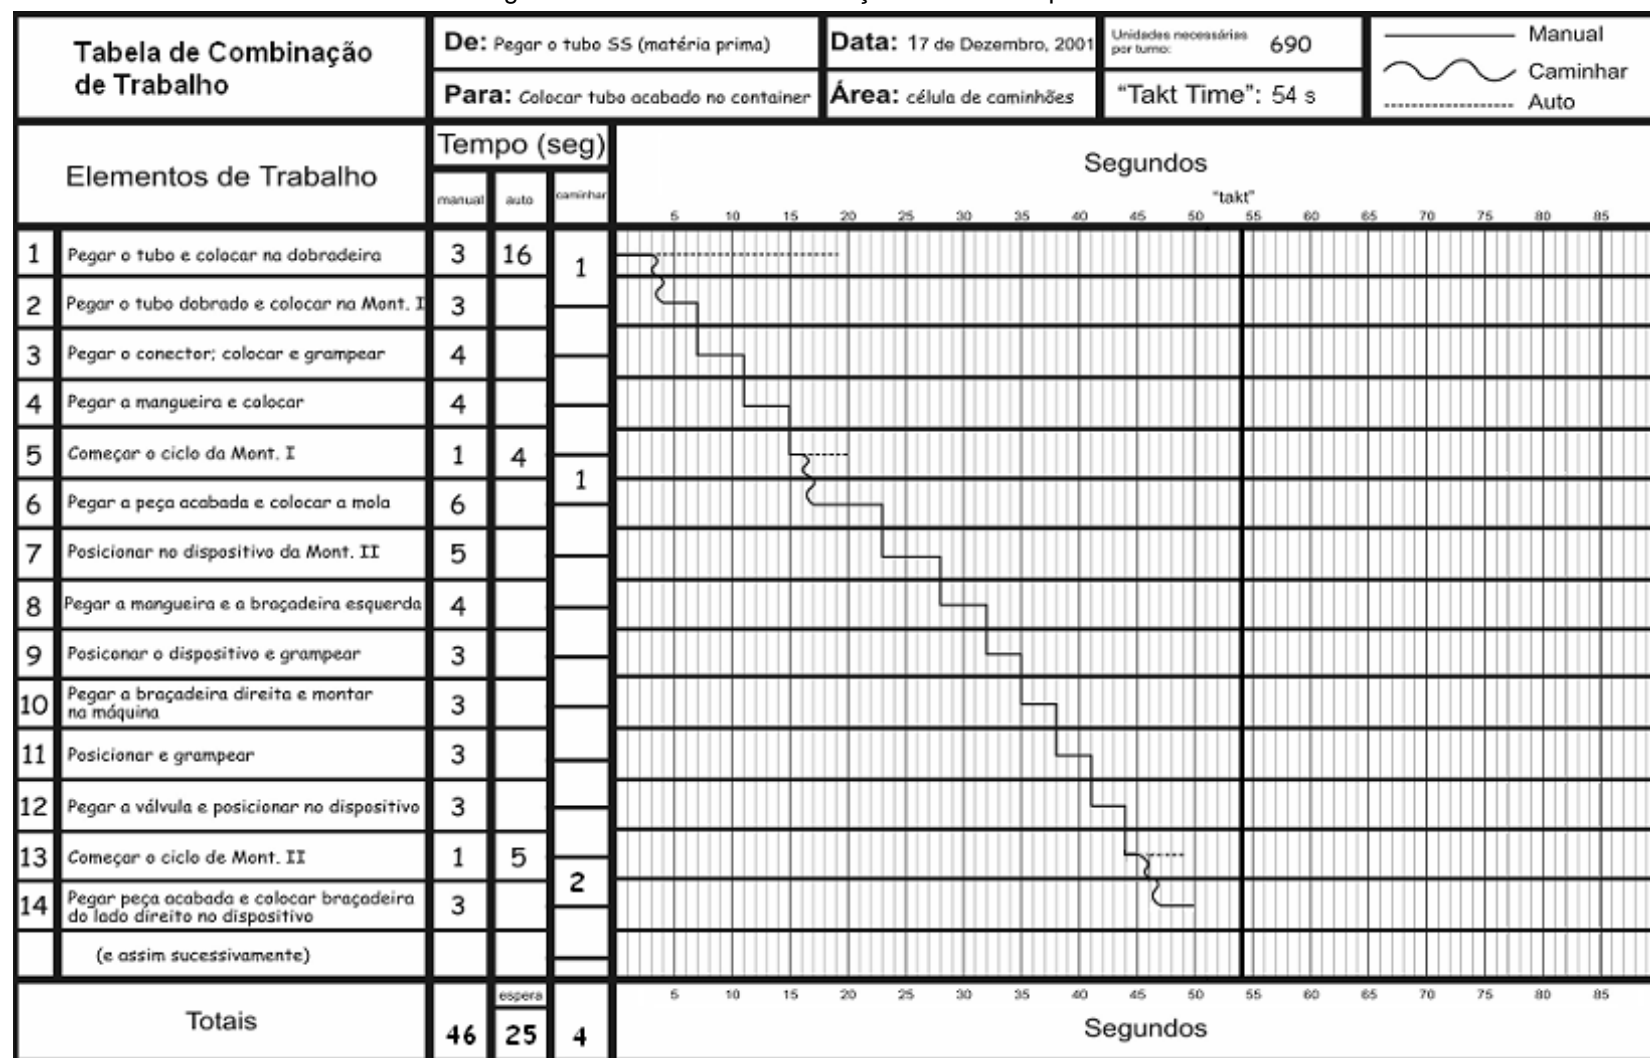 Tabela de Combinação
de Trabalho
De: Pegar o tubo SS (matéria prima)
Para: Colocar tubo acabado no container
Data: 17 de Dezembro, 2001
Área: célula de caminhões
Unidades necessárias
por turno: 690
"Takt Time": 54 s
Manual
Caminhar
Auto
Elementos de Trabalho
Tempo (seg)
manual auto caminhar
Segundos
"takt"
5 10 15 20 25 30 35 40 45 50 55 60 65 70 75 80 85
1 Pegar o tubo e colocar na dobradeira 3 16
1
2 Pegar o tubo dobrado e colocar na Mont. I 3
3 Pegar o conector; colocar e grampear 4
4 Pegar a mangueira e colocar 4
5 Começar o ciclo da Mont. I 1 4
1
6 Pegar a peça acabada e colocar a mola 6
7 Posicionar no dispositivo da Mont. II 5
8 Pegar a mangueira e a braçadeira esquerda 4
9 Posiconar o dispositivo e grampear 3
10 Pegar a braçadeira direita e montar
na máquina 3
11 Posicionar e grampear 3
12 Pegar a válvula e posicionar no dispositivo 3
13 Começar o ciclo de Mont. II 1 5
2
14 Pegar peça acabada e colocar braçadeira
do lado direito no dispositivo 3
(e assim sucessivamente)
Totais 46 espera 25 4
5 10 15 20 25 30 35 40 45 50 55 60 65 70 75 80 85
Segundos